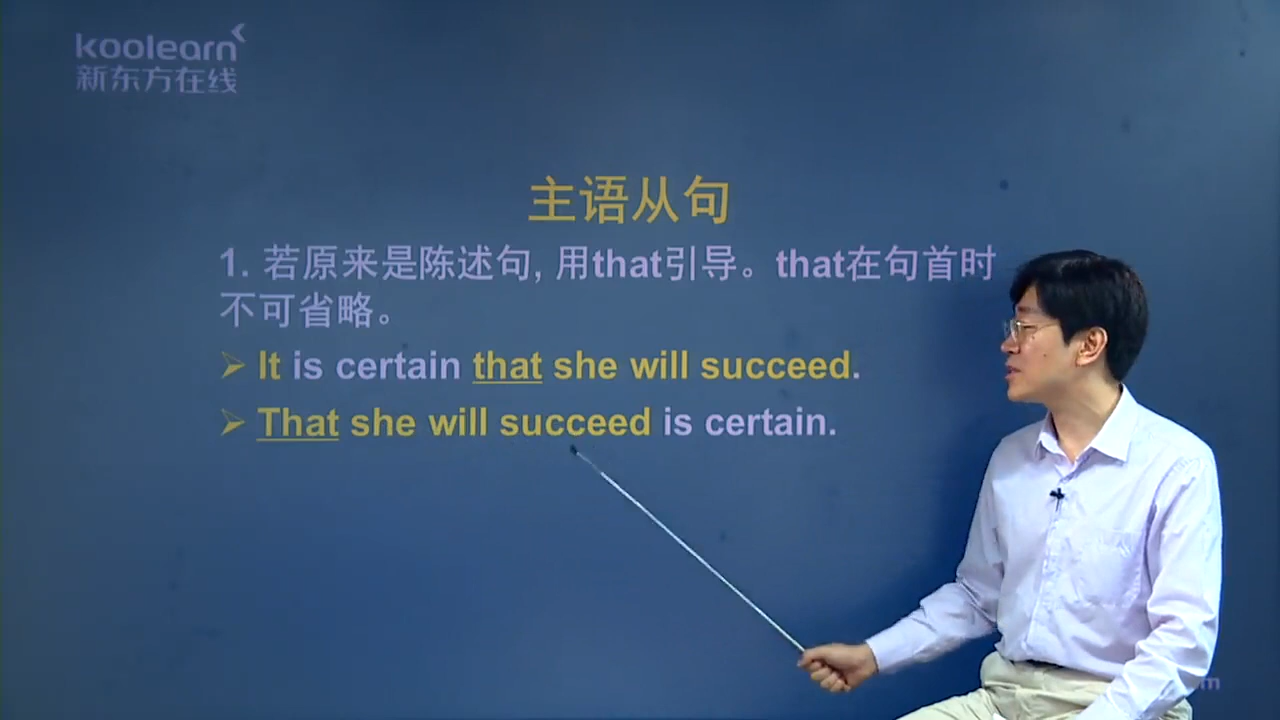 koolearn
新东方在线
主语从句
1. 若原来是陈述句, 用that引导。that在句首时
不可省略。
It is certain that she will succeed.
That she will succeed is certain.